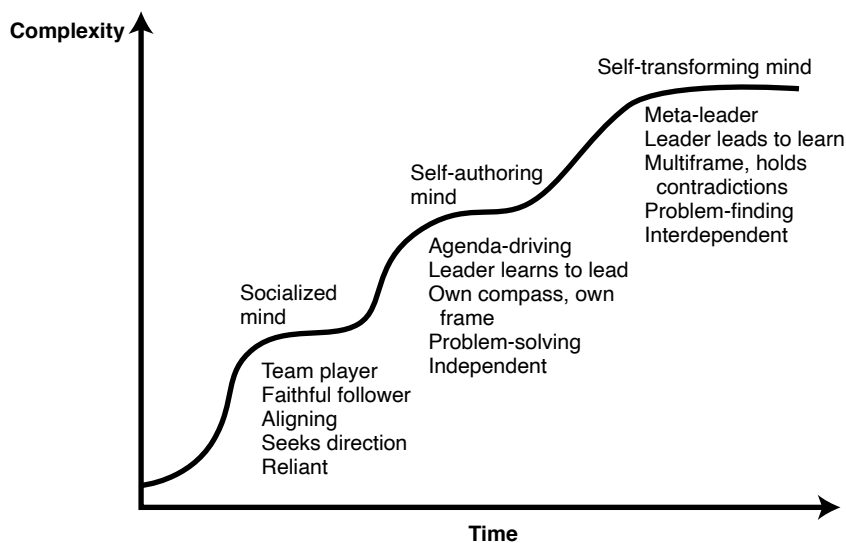 Complexity
Self-transforming mind
Meta-leader
Leader leads to learn
Multiframe, holds
contradictions
Problem-finding
Interdependent
Self-authoring
mind
Agenda-driving
Leader learns to lead
Own compass, own
frame
Problem-solving
Independent
Socialized
mind
Team player
Faithful follower
Aligning
Seeks direction
Reliant
Time